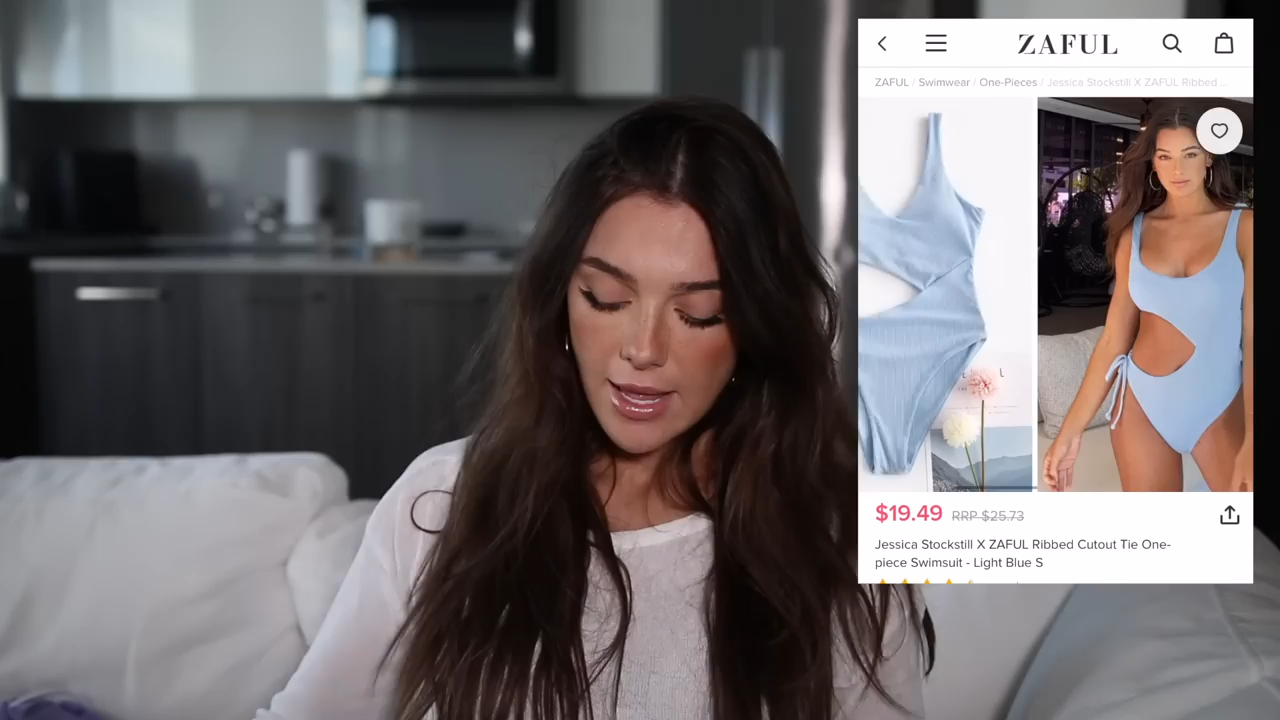 ZAFUL
ZAFUL / Swimwear / One-Pieces / Jessica Stockstill X ZAFUL Ribbed ...
$19.49 RRP $25.73
Jessica Stockstill X ZAFUL Ribbed Cutout Tie One-
piece Swimsuit - Light Blue S